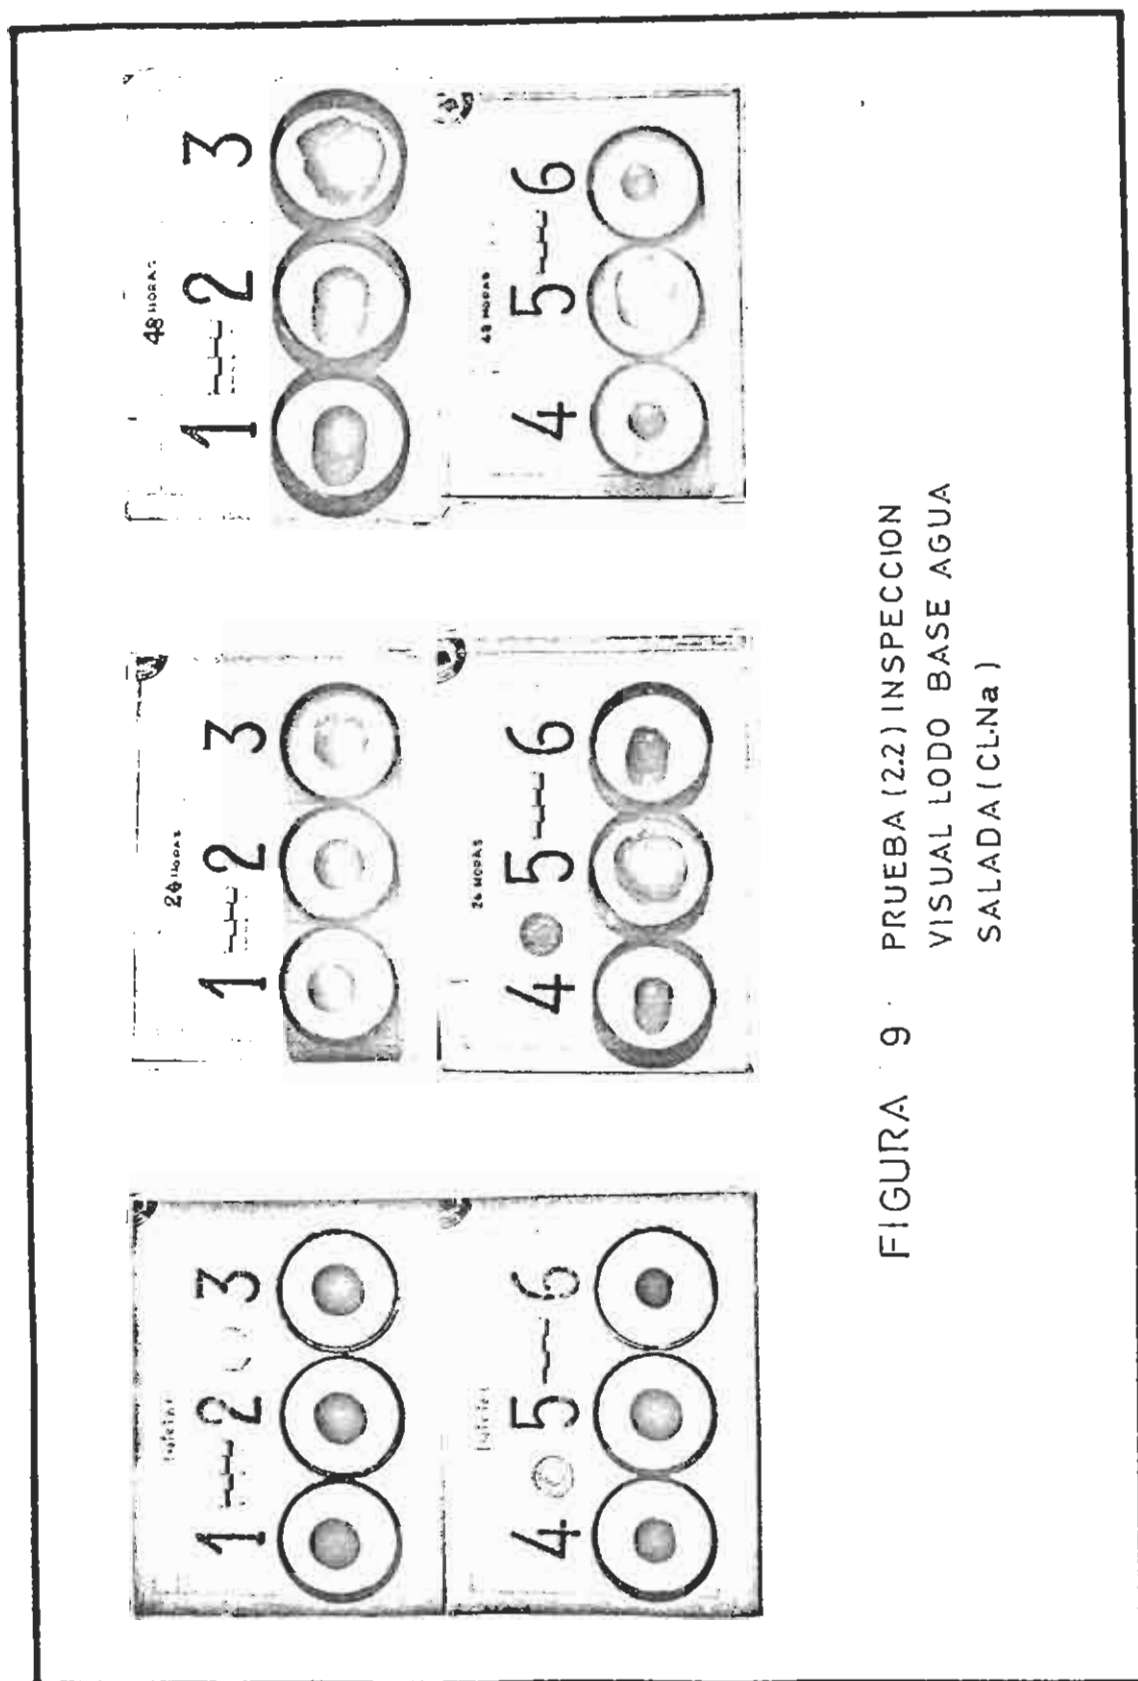 INICIAL
1 2 3
24 HORAS
1 2 3
48 HORAS
1 2 3
INICIAL
4 5 6
24 HORAS
4 5 6
48 HORAS
4 5 6
FIGURA 9 PRUEBA (2.2) INSPECCION
VISUAL LODO BASE AGUA
SALADA (CL.Na)